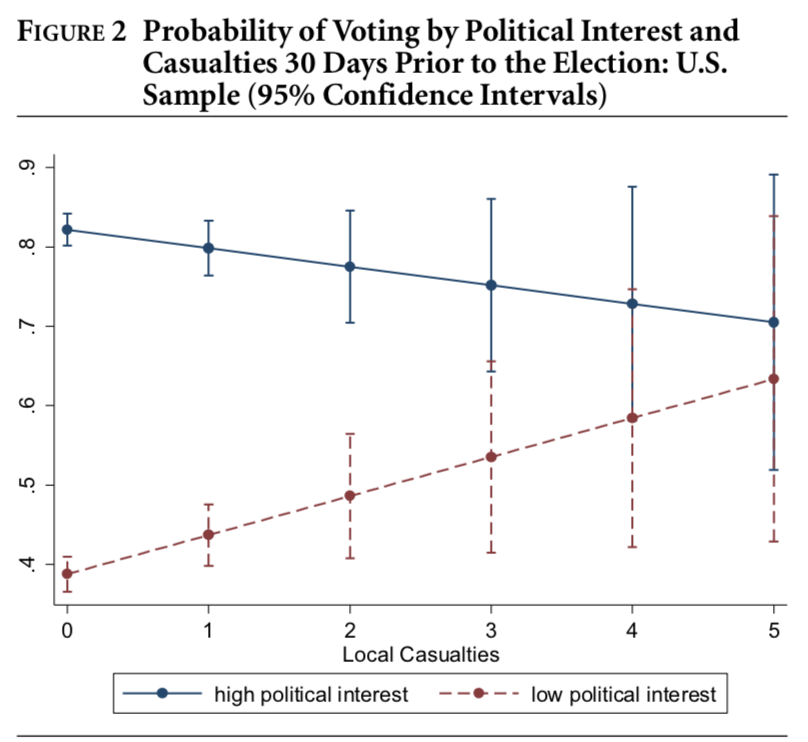 FIGURE 2 Probability of Voting by Political Interest and
Casualties 30 Days Prior to the Election: U.S.
Sample (95% Confidence Intervals)
.9
.8
.7
.6
.5
.4
0 1 2 3 4 5
Local Casualties
high political interest low political interest